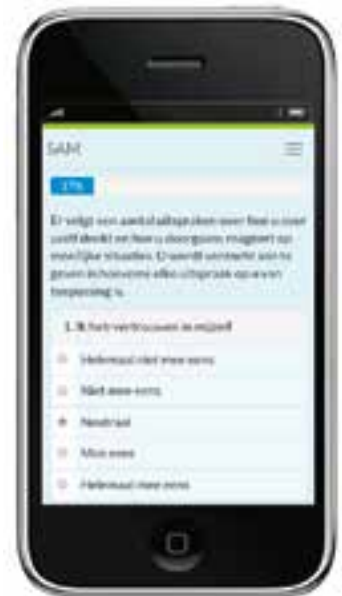 SAM
17%
Er volgt een aantal uitspraken over hoe u over
uzelf denkt en hoe u doorgaans reageert op
moeilijke situaties. U wordt verzocht aan te
geven in hoeverre elke uitspraak op u van
toepassing is.
1. Ik heb vertrouwen in mijzelf
Helemaal niet mee eens
Niet mee eens
Neutraal
Mee eens
Helemaal mee eens